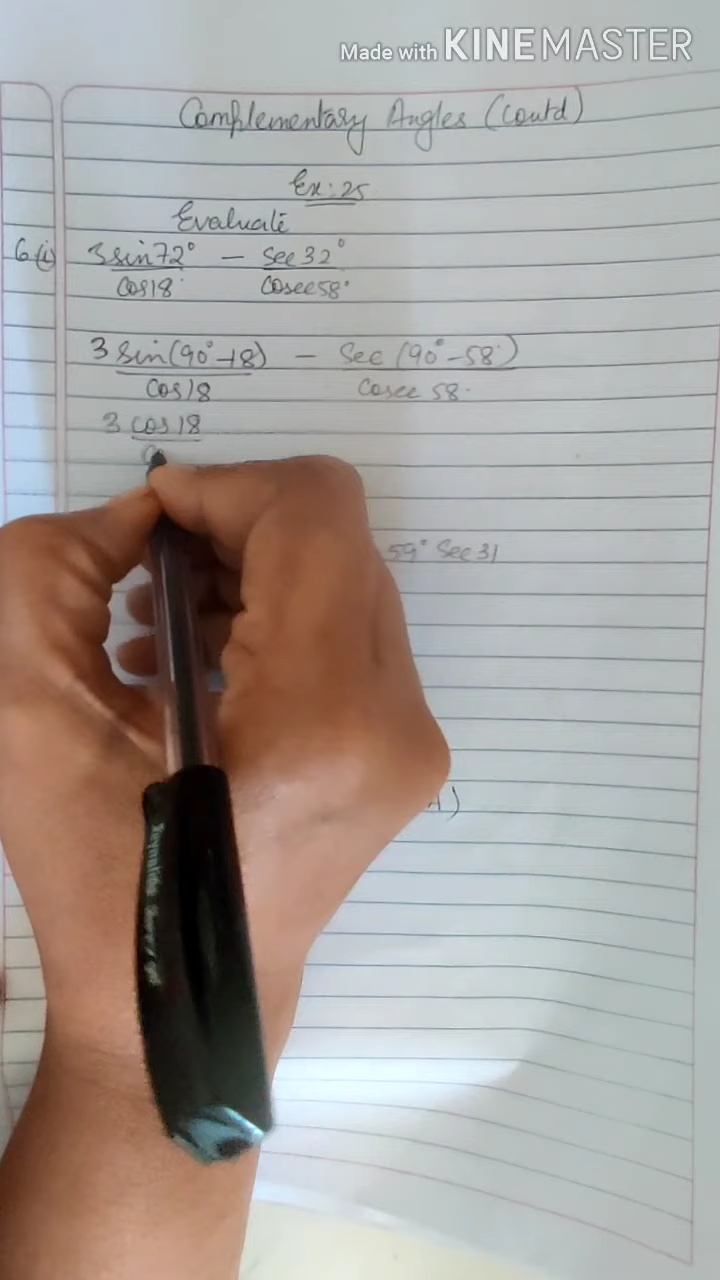 Made with KINEMASTER
Complementary Angles (Contd)
Ex: 25
Evaluate
6 (i) 3 sin 72° / cos 18° − sec 32° / cosec 58°
3 sin (90° − 18) / cos 18 − sec (90° − 58°) / cosec 58°
3 cos 18
59° Sec 31
A)
Reynolds